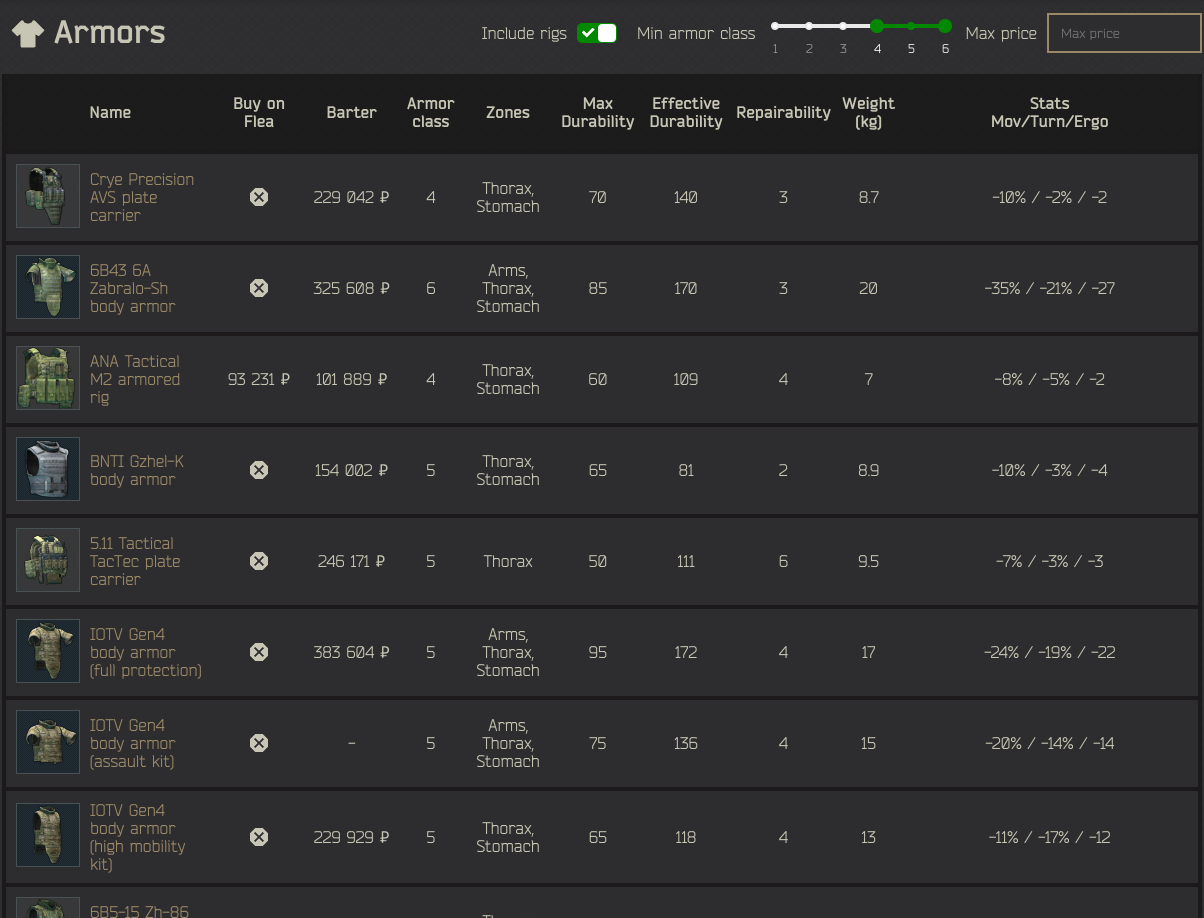 Armors
Include rigs
Min armor class
1 2 3 4 5 6
Max price
Max price
Name
Buy on
Flea
Barter
Armor
class
Zones
Max
Durability
Effective
Durability
Repairability
Weight
(kg)
Stats
Mov/Turn/Ergo
Crye Precision
AVS plate
carrier
229 042 ₽
4
Thorax,
Stomach
70
140
3
8.7
-10% / -2% / -2
6B43 6A
Zabralo-Sh
body armor
325 608 ₽
6
Arms,
Thorax,
Stomach
85
170
3
20
-35% / -21% / -27
ANA Tactical
M2 armored
rig
93 231 ₽
101 889 ₽
4
Thorax,
Stomach
60
109
4
7
-8% / -5% / -2
BNTI Gzhel-K
body armor
154 002 ₽
5
Thorax,
Stomach
65
81
2
8.9
-10% / -3% / -4
5.11 Tactical
TacTec plate
carrier
246 171 ₽
5
Thorax
50
111
6
9.5
-7% / -3% / -3
IOTV Gen4
body armor
(full protection)
383 604 ₽
5
Arms,
Thorax,
Stomach
95
172
4
17
-24% / -19% / -22
IOTV Gen4
body armor
(assault kit)
-
5
Arms,
Thorax,
Stomach
75
136
4
15
-20% / -14% / -14
IOTV Gen4
body armor
(high mobility
kit)
229 929 ₽
5
Thorax,
Stomach
65
118
4
13
-11% / -17% / -12
6B5-15 Zh-86